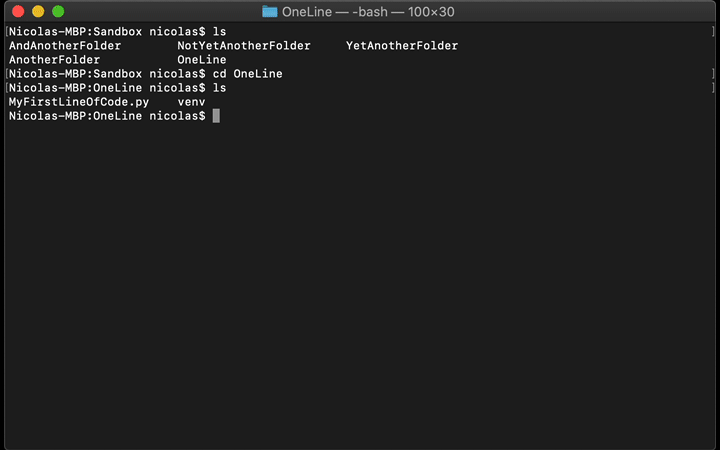 OneLine — -bash — 100×30
[Nicolas-MBP:Sandbox nicolas$ ls ]
AndAnotherFolder NotYetAnotherFolder YetAnotherFolder
AnotherFolder OneLine
[Nicolas-MBP:Sandbox nicolas$ cd OneLine ]
[Nicolas-MBP:OneLine nicolas$ ls ]
MyFirstLineOfCode.py venv
Nicolas-MBP:OneLine nicolas$